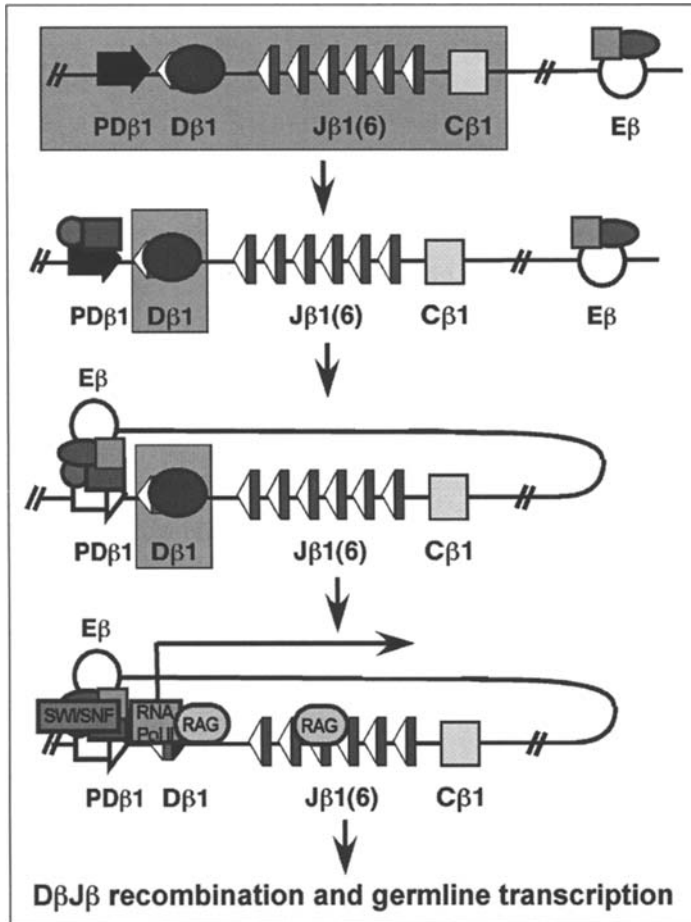 PDβ1 Dβ1 Jβ1(6) Cβ1 Eβ
PDβ1 Dβ1 Jβ1(6) Cβ1 Eβ
Eβ
PDβ1 Dβ1 Jβ1(6) Cβ1
Eβ
SWI/SNF RNA Pol II RAG RAG
PDβ1 Dβ1 Jβ1(6) Cβ1
DβJβ recombination and germline transcription